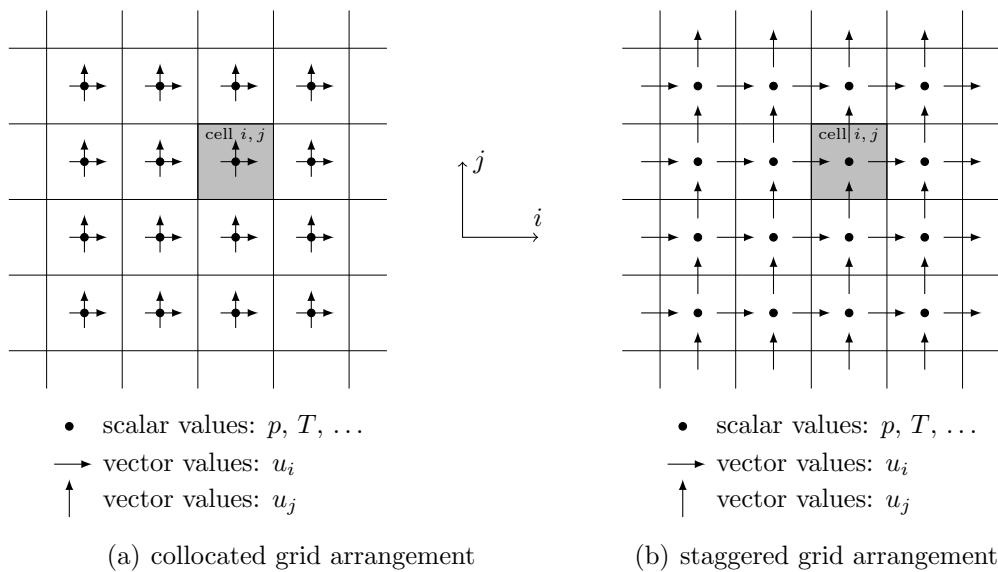 cell i, j
j
i
cell i, j
scalar values: p, T, ...
vector values: u_i
vector values: u_j
(a) collocated grid arrangement
scalar values: p, T, ...
vector values: u_i
vector values: u_j
(b) staggered grid arrangement